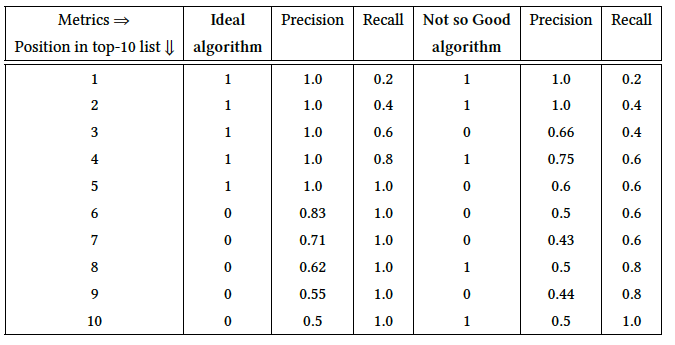 Metrics ⇒ Ideal Precision Recall Not so Good Precision Recall
Position in top-10 list ⇓ algorithm algorithm
1 1 1.0 0.2 1 1.0 0.2
2 1 1.0 0.4 1 1.0 0.4
3 1 1.0 0.6 0 0.66 0.4
4 1 1.0 0.8 1 0.75 0.6
5 1 1.0 1.0 0 0.6 0.6
6 0 0.83 1.0 0 0.5 0.6
7 0 0.71 1.0 0 0.43 0.6
8 0 0.62 1.0 1 0.5 0.8
9 0 0.55 1.0 0 0.44 0.8
10 0 0.5 1.0 1 0.5 1.0